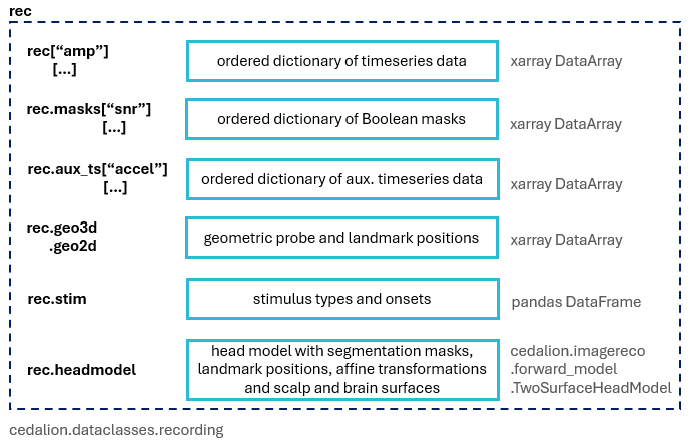 rec
rec["amp"]
[...]
ordered dictionary of timeseries data
xarray DataArray
rec.masks["snr"]
[...]
ordered dictionary of Boolean masks
xarray DataArray
rec.aux_ts["accel"]
[...]
ordered dictionary of aux. timeseries data
xarray DataArray
rec.geo3d
.geo2d
geometric probe and landmark positions
xarray DataArray
rec.stim
stimulus types and onsets
pandas DataFrame
rec.headmodel
head model with segmentation masks,
landmark positions, affine transformations
and scalp and brain surfaces
cedalion.imagereco
.forward_model
.TwoSurfaceHeadModel
cedalion.dataclasses.recording